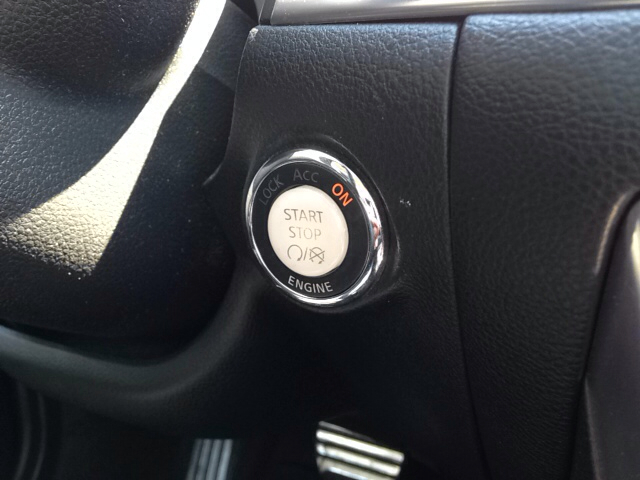 LOCK Acc ON
START
STOP
ENGINE